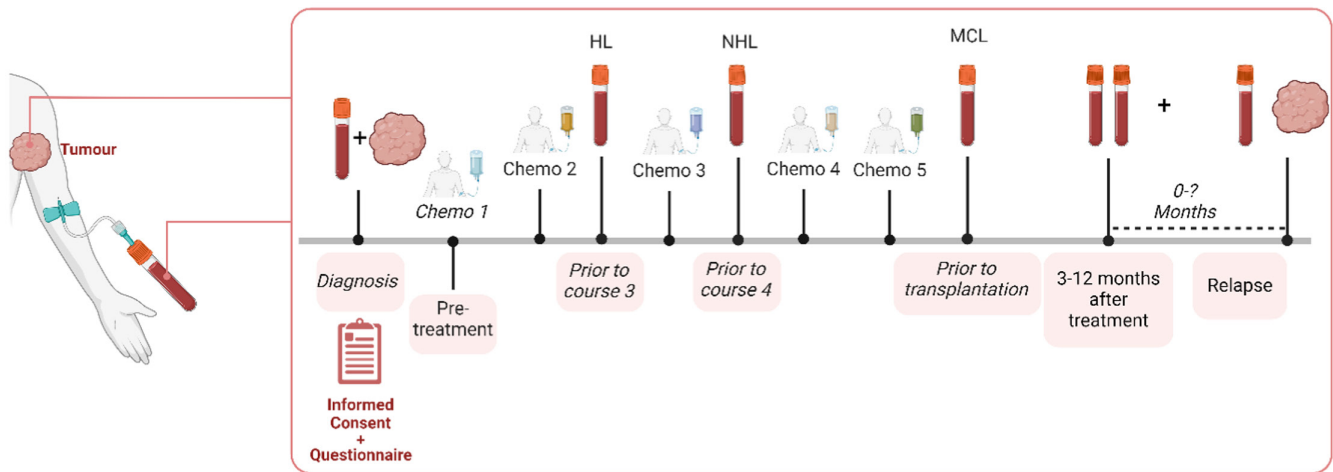 Tumour
HL
NHL
MCL
+
+
Chemo 1
Chemo 2
Chemo 3
Chemo 4
Chemo 5
0-?
Months
Diagnosis
Pre-
treatment
Prior to
course 3
Prior to
course 4
Prior to
transplantation
3-12 months
after
treatment
Relapse
Informed
Consent
+
Questionnaire